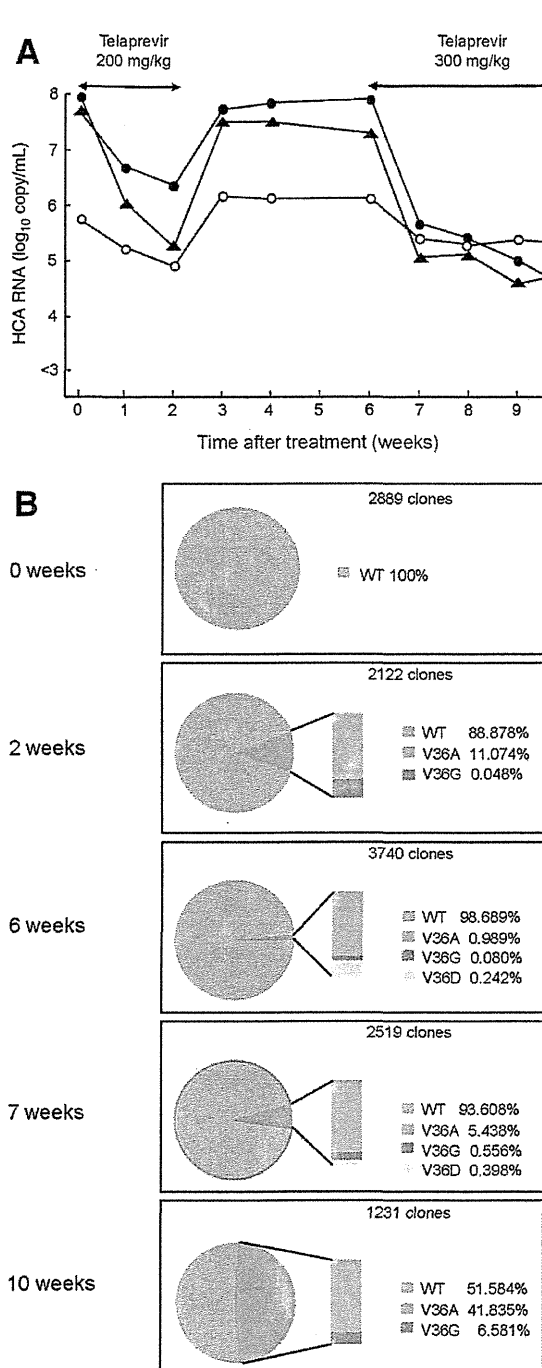 A
Telaprevir
200 mg/kg
Telaprevir
300 mg/kg
HCA RNA (log10 copy/mL)
8
7
6
5
4
<3
0 1 2 3 4 5 6 7 8 9
Time after treatment (weeks)
B
0 weeks
2889 clones
WT 100%
2 weeks
2122 clones
WT 88.878%
V36A 11.074%
V36G 0.048%
6 weeks
3740 clones
WT 98.689%
V36A 0.989%
V36G 0.080%
V36D 0.242%
7 weeks
2519 clones
WT 93.608%
V36A 5.438%
V36G 0.556%
V36D 0.398%
10 weeks
1231 clones
WT 51.584%
V36A 41.835%
V36G 6.581%